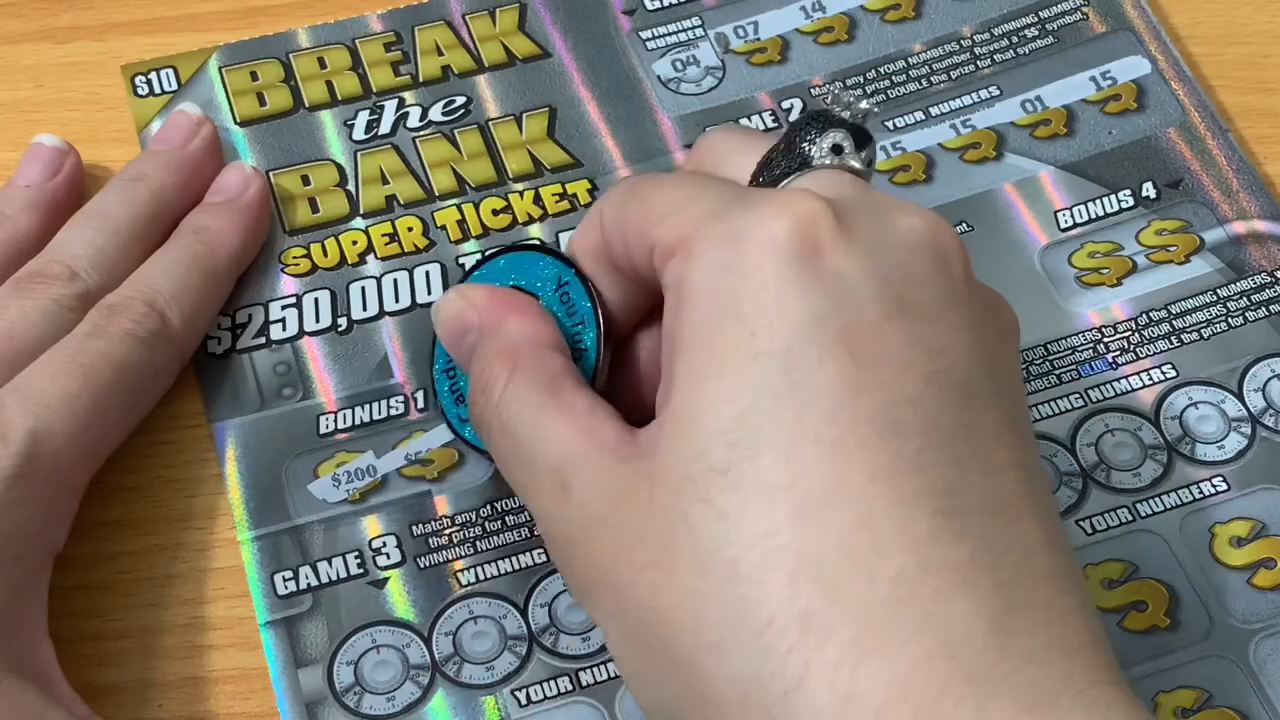 $10
BREAK
the
BANK
SUPER TICKET
$250,000
WINNING
NUMBER
04
07
14
Match any of YOUR NUMBERS to the WINNING NUMBER,
the prize for that number. Reveal a "$$" symbol,
win DOUBLE the prize for that number.
GAME 2
YOUR NUMBERS
15
15
01
15
BONUS 4
$ $
BONUS 1
$200
YOUR NUMBERS to any of the WINNING NUMBERS,
that number. If any of YOUR NUMBERS that match
are BLUE, win DOUBLE the prize for that
NUMBERS
YOUR NUMBERS
GAME 3
Match any of YOUR
the prize for that
WINNING NUMBER
WINNING
YOUR
YouTube